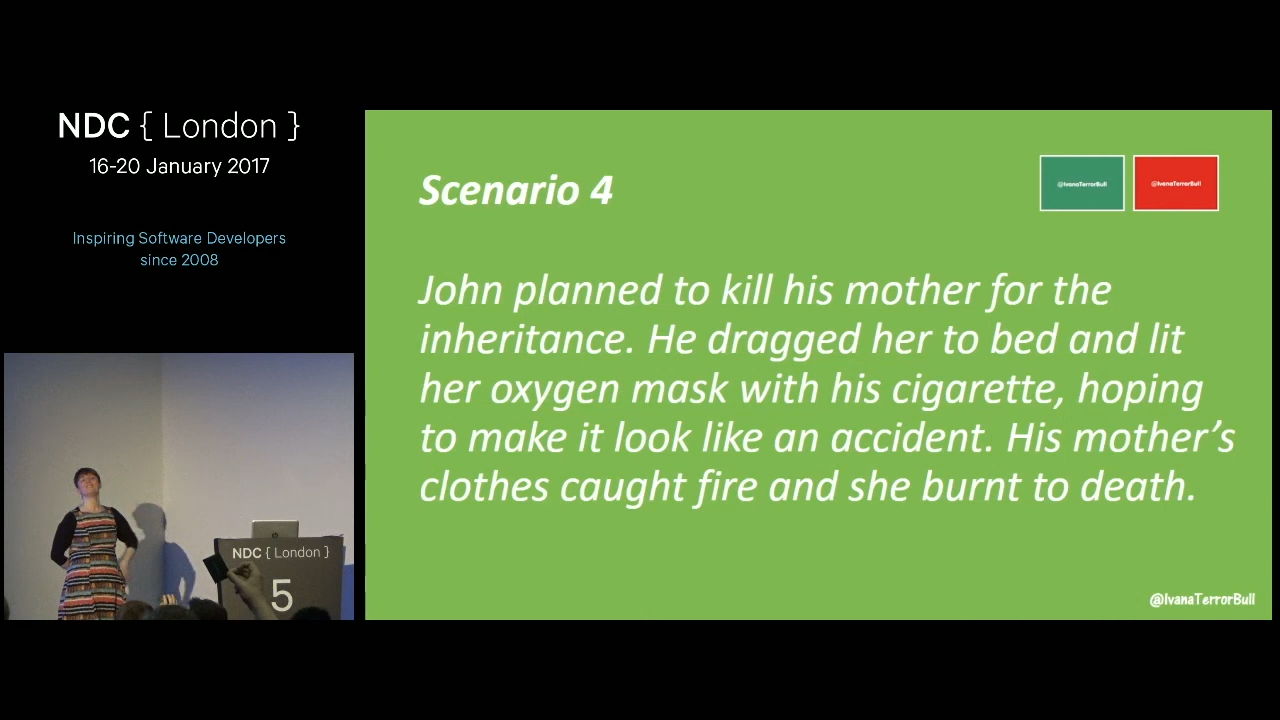 NDC { London }
16-20 January 2017
Inspiring Software Developers
since 2008
Scenario 4
@IvanaTerrorBull
@IvanaTerrorBull
John planned to kill his mother for the
inheritance. He dragged her to bed and lit
her oxygen mask with his cigarette, hoping
to make it look like an accident. His mother’s
clothes caught fire and she burnt to death.
@IvanaTerrorBull
NDC { London }
5